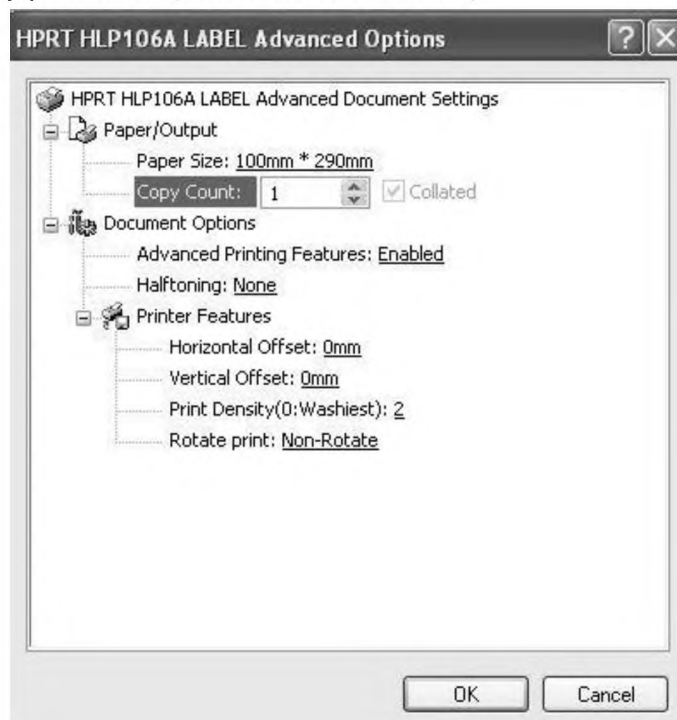 HPRT HLP106A LABEL Advanced Options
HPRT HLP106A LABEL Advanced Document Settings
Paper/Output
Paper Size: 100mm * 290mm
Copy Count: 1 Collated
Document Options
Advanced Printing Features: Enabled
Halftoning: None
Printer Features
Horizontal Offset: 0mm
Vertical Offset: 0mm
Print Density(0:Washiest): 2
Rotate print: Non-Rotate
OK Cancel